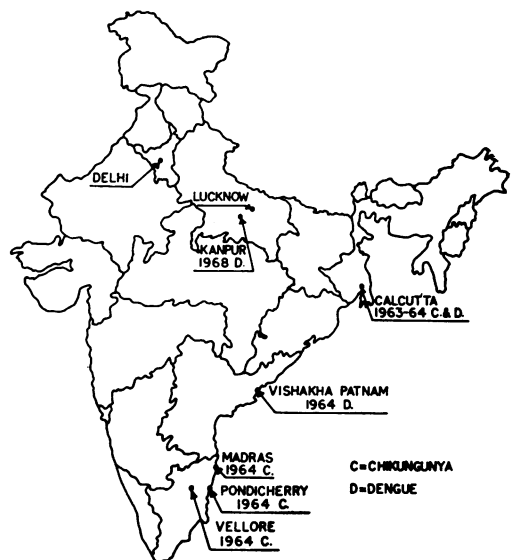 DELHI
LUCKNOW
KANPUR
1968 D.
CALCUTTA
1963-64 C.& D.
VISHAKHA PATNAM
1964 D.
MADRAS
1964 C.
C=CHIKUNGUNYA
PONDICHERRY
1964 C.
D=DENGUE
VELLORE
1964 C.